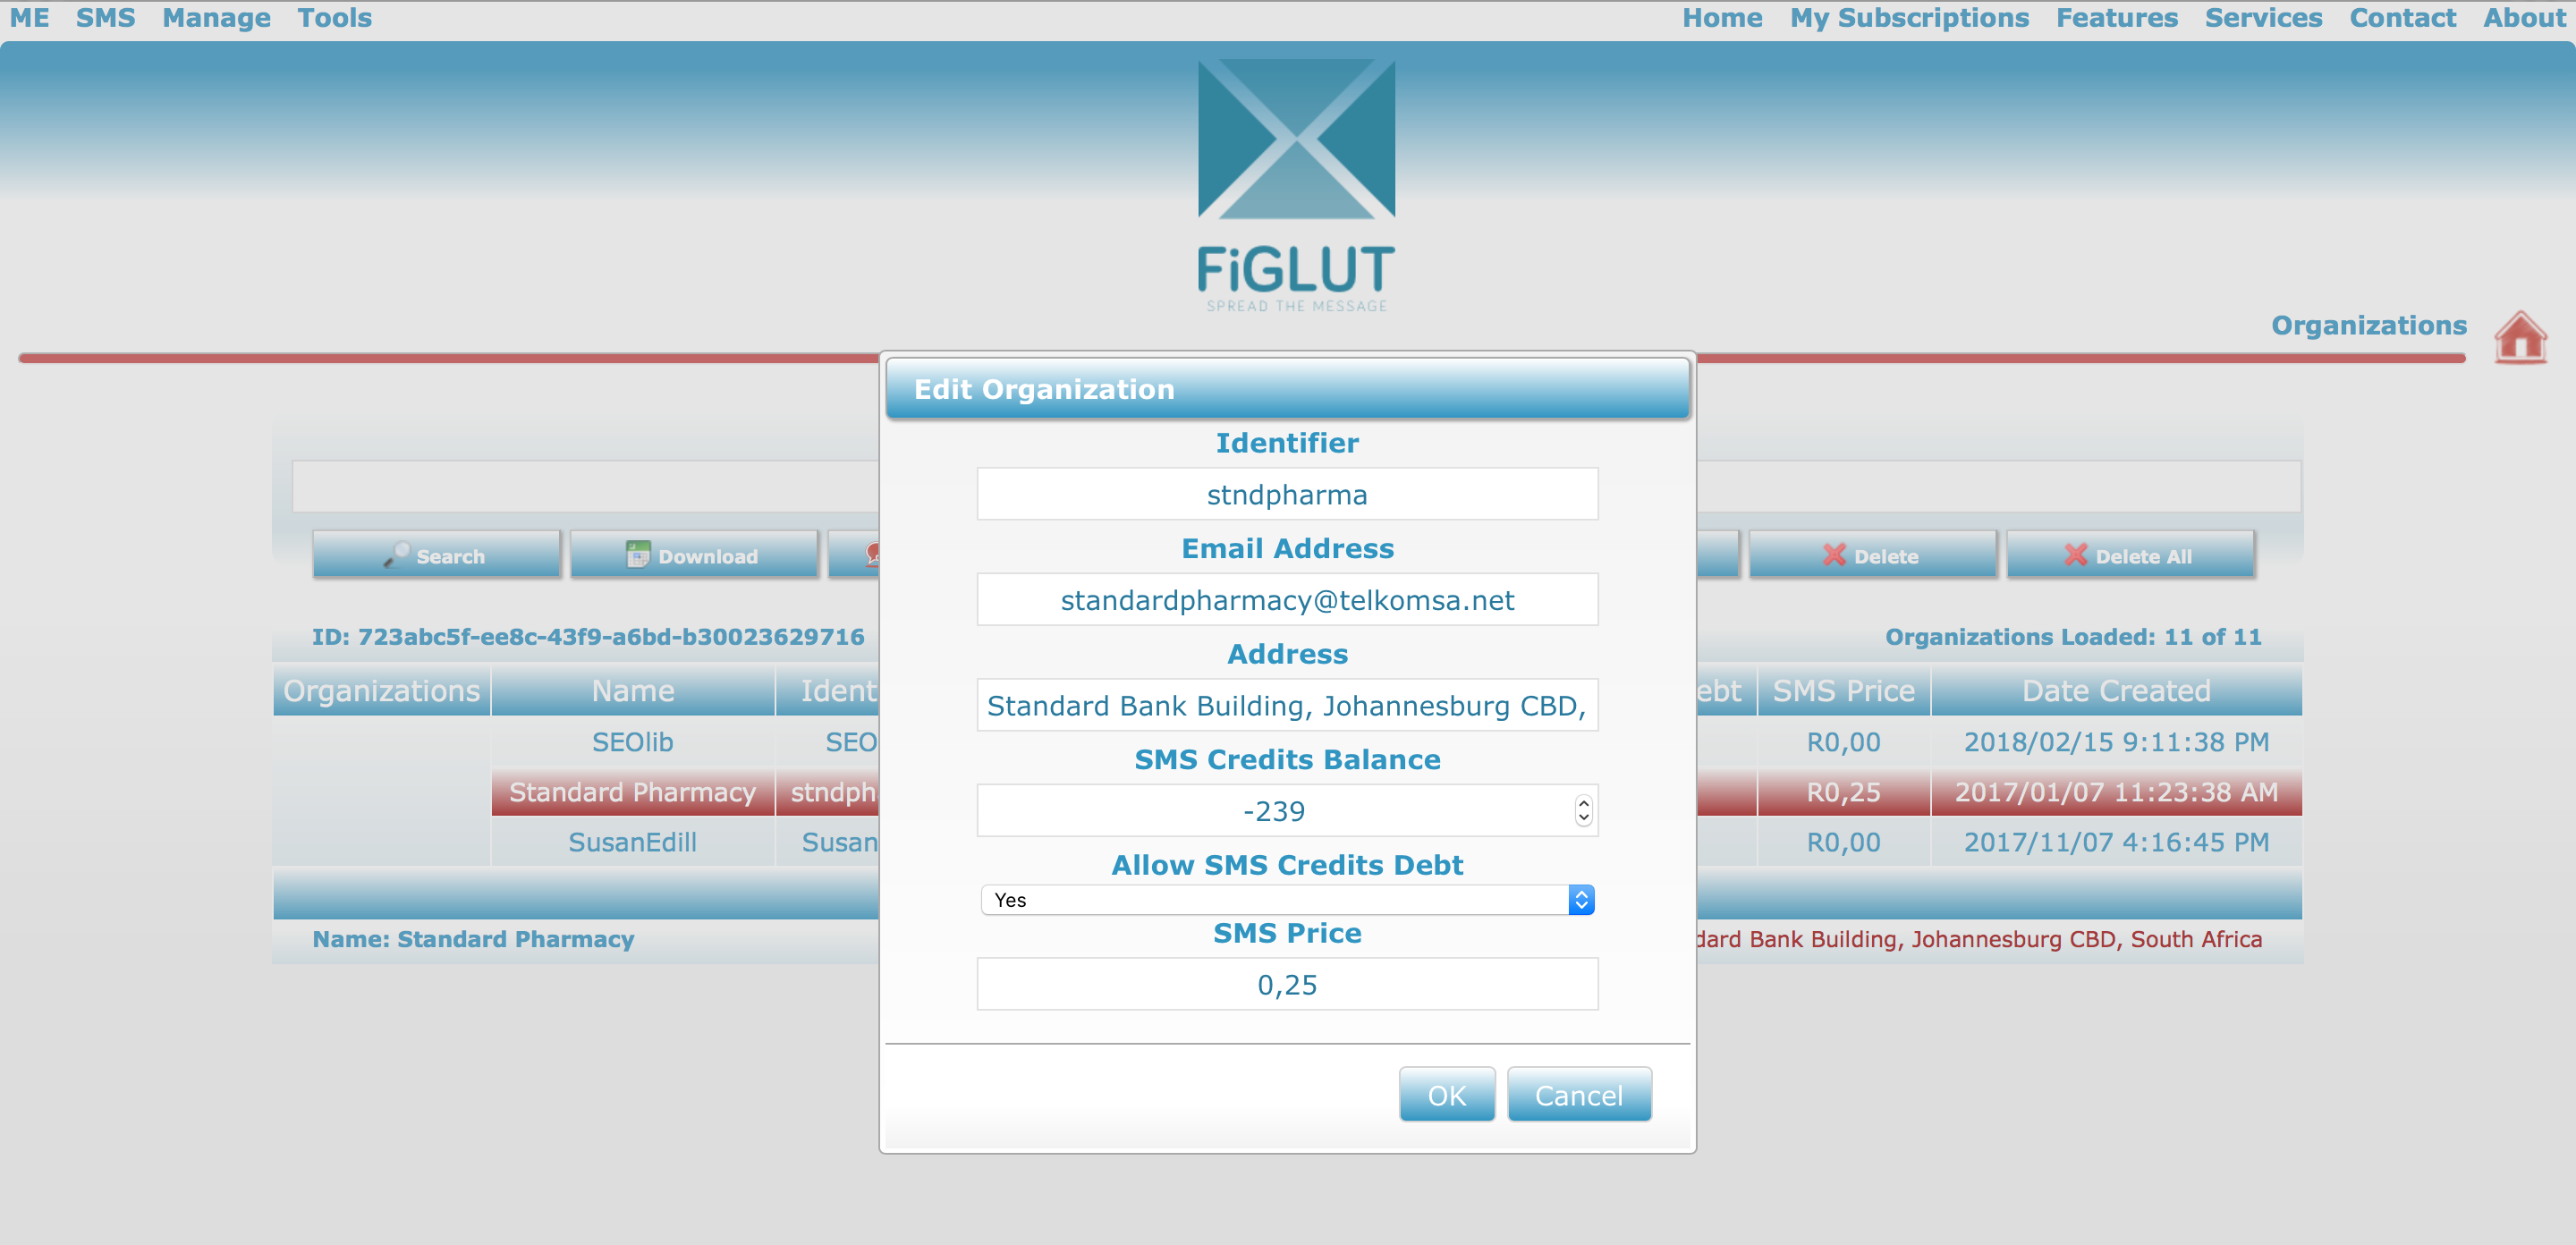 ME SMS Manage Tools
Home My Subscriptions Features Services Contact About
FiGLUT
SPREAD THE MESSAGE
Organizations
Edit Organization
Identifier
stndpharma
Email Address
standardpharmacy@telkomsa.net
Address
Standard Bank Building, Johannesburg CBD,
SMS Credits Balance
-239
Allow SMS Credits Debt
Yes
SMS Price
0,25
OK Cancel
Search Download Delete Delete All
ID: 723abc5f-ee8c-43f9-a6bd-b30023629716 Organizations Loaded: 11 of 11
Organizations Name Ident ebt SMS Price Date Created
SEOlib SEO R0,00 2018/02/15 9:11:38 PM
Standard Pharmacy stndph R0,25 2017/01/07 11:23:38 AM
SusanEdill Susan R0,00 2017/11/07 4:16:45 PM
Name: Standard Pharmacy dard Bank Building, Johannesburg CBD, South Africa